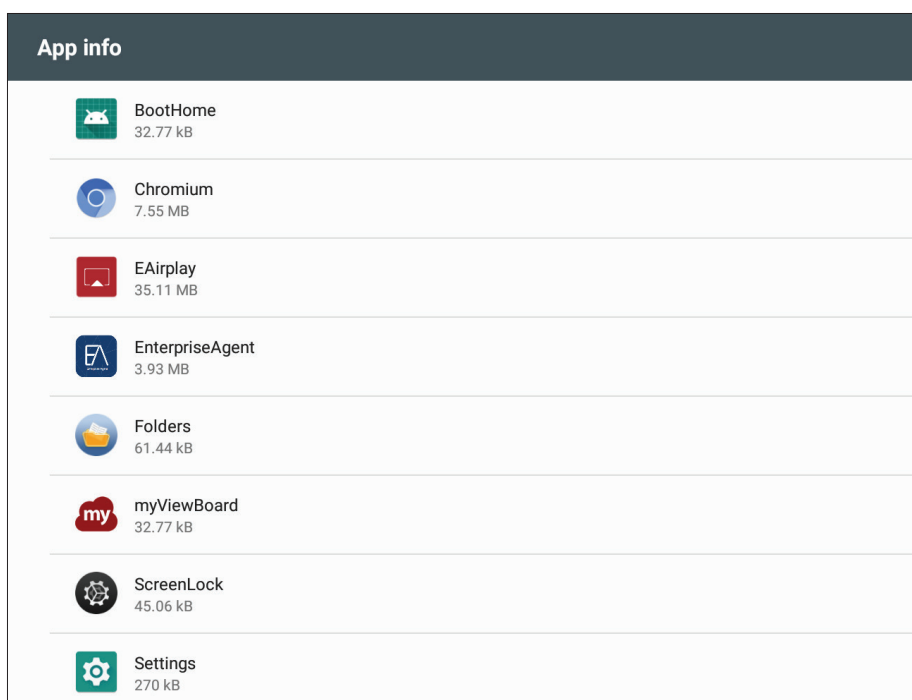 App info
BootHome
32.77 kB
Chromium
7.55 MB
EAirplay
35.11 MB
EnterpriseAgent
3.93 MB
Folders
61.44 kB
myViewBoard
my
32.77 kB
ScreenLock
45.06 kB
Settings
270 kB